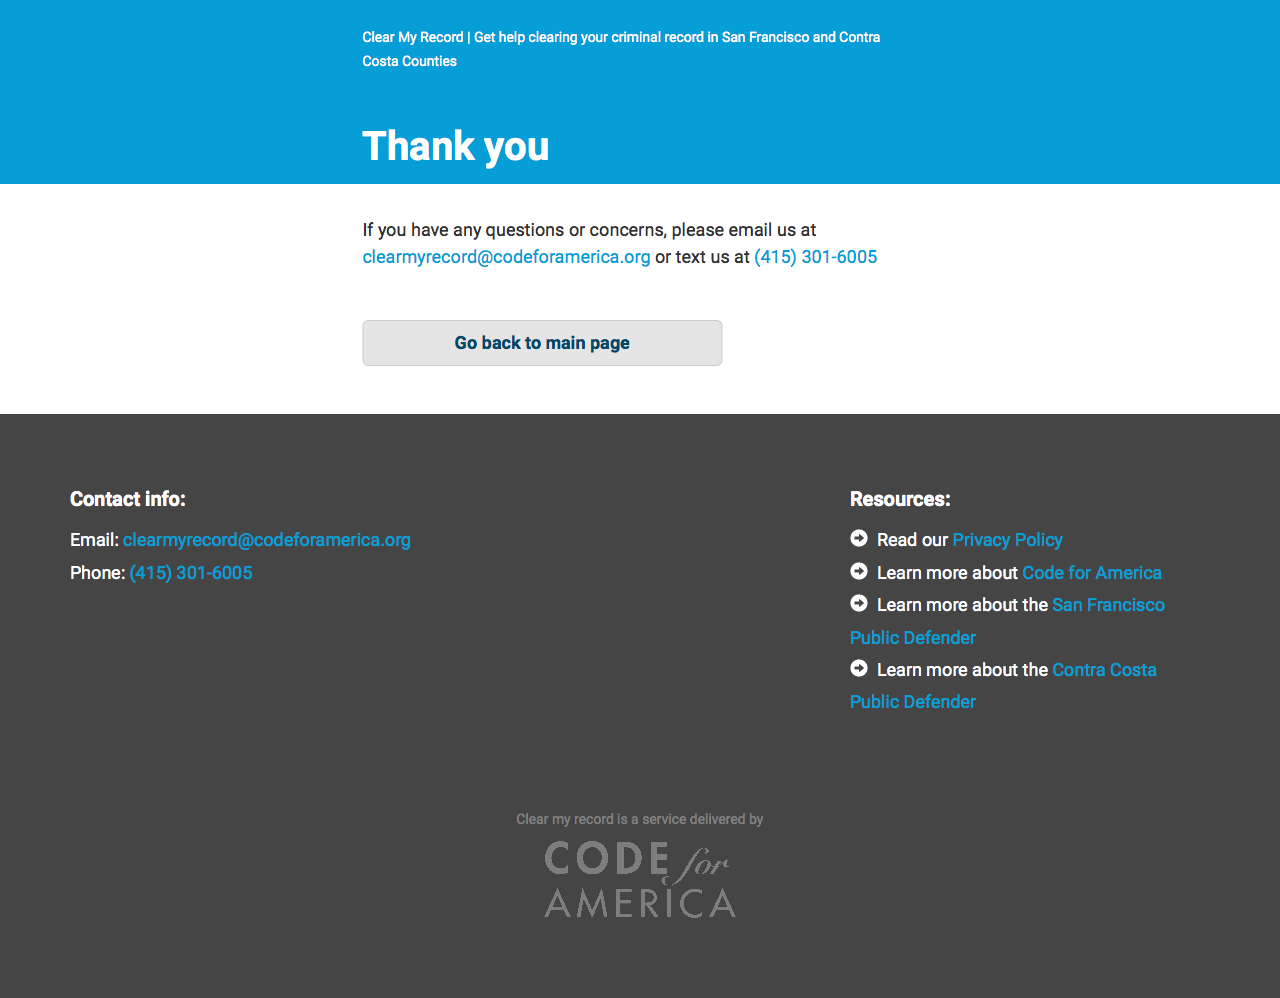 Clear My Record | Get help clearing your criminal record in San Francisco and Contra
Costa Counties
Thank you
If you have any questions or concerns, please email us at
clearmyrecord@codeforamerica.org or text us at (415) 301-6005
Go back to main page
Contact info:
Email: clearmyrecord@codeforamerica.org
Phone: (415) 301-6005
Resources:
Read our Privacy Policy
Learn more about Code for America
Learn more about the San Francisco
Public Defender
Learn more about the Contra Costa
Public Defender
Clear my record is a service delivered by
CODE for
AMERICA